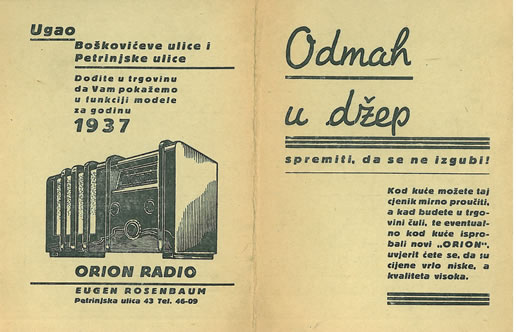 Ugao
Boškovićeve ulice i
Petrinjske ulice
Dođite u trgovinu
da Vam pokažemo
u funkciji modele
za godinu
1937
ORION RADIO
EUGEN ROSENBAUM
Petrinjska ulica 43 Tel. 46-09
Odmah
u džep
spremiti, da se ne izgubi!
Kod kuće možete taj
cjenik mirno proučiti,
a kad budete u trgo-
vini čuli, te eventual-
no kod kuće ispro-
bali novi „ORION“,
uvjerit ćete se, da su
cijene vrlo niske, a
kvaliteta visoka.